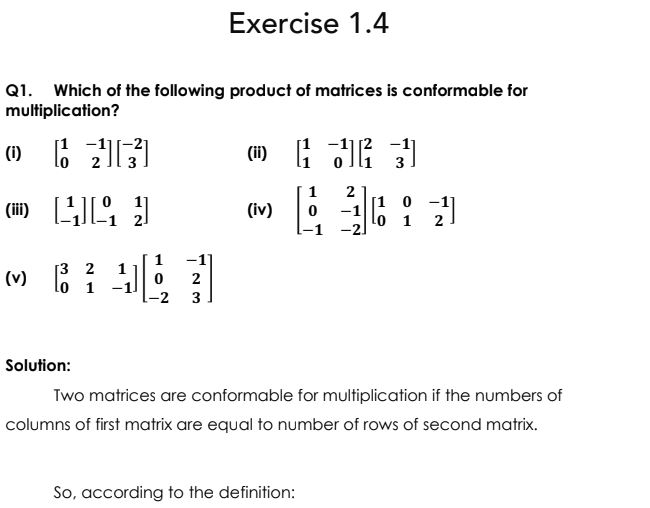 Exercise 1.4
Q1. Which of the following product of matrices is conformable for
multiplication?
(i) [1 -1; 0 2][-2; 3] (ii) [1 -1; 1 0][2 -1; 1 3]
(iii) [1; -1][0 1; -1 2] (iv) [1 2; 0 -1; -1 -2][1 0 -1; 0 1 2]
(v) [3 2 1; 0 1 -1][1 -1; 0 2; -2 3]
Solution:
Two matrices are conformable for multiplication if the numbers of
columns of first matrix are equal to number of rows of second matrix.
So, according to the definition: